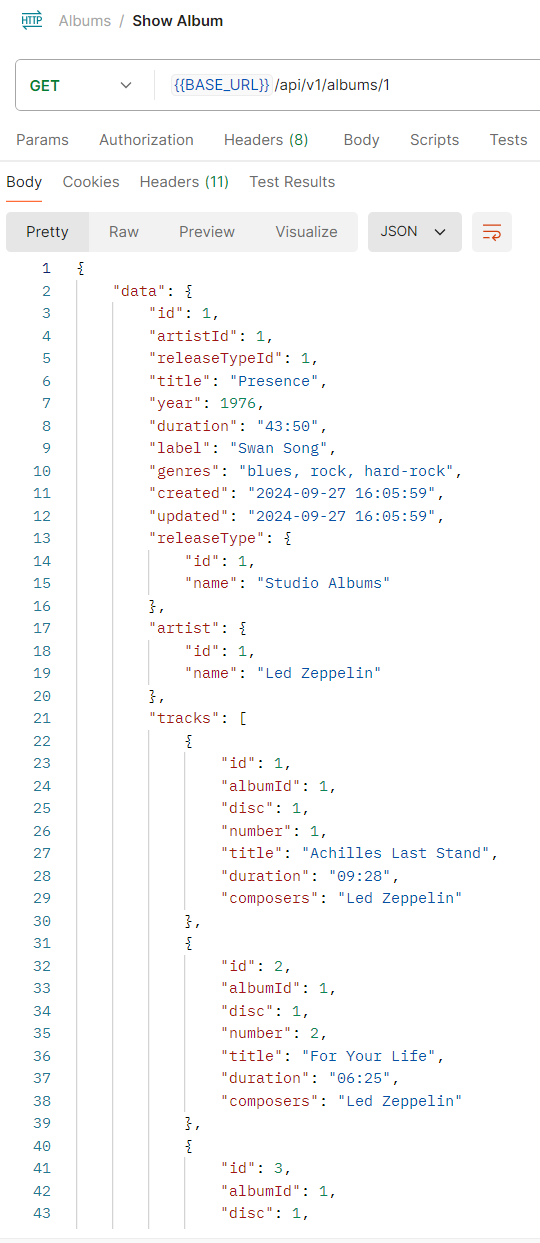 HTTP Albums / Show Album
GET {{BASE_URL}}/api/v1/albums/1
Params Authorization Headers (8) Body Scripts Tests
Body Cookies Headers (11) Test Results
Pretty Raw Preview Visualize JSON
1 {
2 "data": {
3 "id": 1,
4 "artistId": 1,
5 "releaseTypeId": 1,
6 "title": "Presence",
7 "year": 1976,
8 "duration": "43:50",
9 "label": "Swan Song",
10 "genres": "blues, rock, hard-rock",
11 "created": "2024-09-27 16:05:59",
12 "updated": "2024-09-27 16:05:59",
13 "releaseType": {
14 "id": 1,
15 "name": "Studio Albums"
16 },
17 "artist": {
18 "id": 1,
19 "name": "Led Zeppelin"
20 },
21 "tracks": [
22 {
23 "id": 1,
24 "albumId": 1,
25 "disc": 1,
26 "number": 1,
27 "title": "Achilles Last Stand",
28 "duration": "09:28",
29 "composers": "Led Zeppelin"
30 },
31 {
32 "id": 2,
33 "albumId": 1,
34 "disc": 1,
35 "number": 2,
36 "title": "For Your Life",
37 "duration": "06:25",
38 "composers": "Led Zeppelin"
39 },
40 {
41 "id": 3,
42 "albumId": 1,
43 "disc": 1,